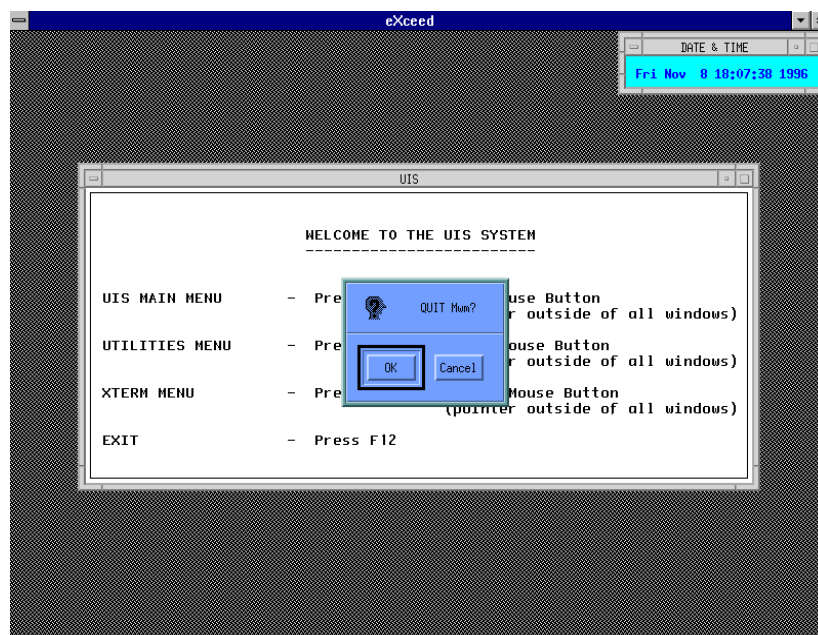 eXceed
DATE & TIME
Fri Nov 8 18:07:38 1996
UIS
WELCOME TO THE UIS SYSTEM
-------------------------
UIS MAIN MENU - Pre use Button
r outside of all windows)
UTILITIES MENU - Pre ouse Button
r outside of all windows)
XTERM MENU - Pre Mouse Button
(pointer outside of all windows)
EXIT - Press F12
QUIT Mwm?
OK Cancel